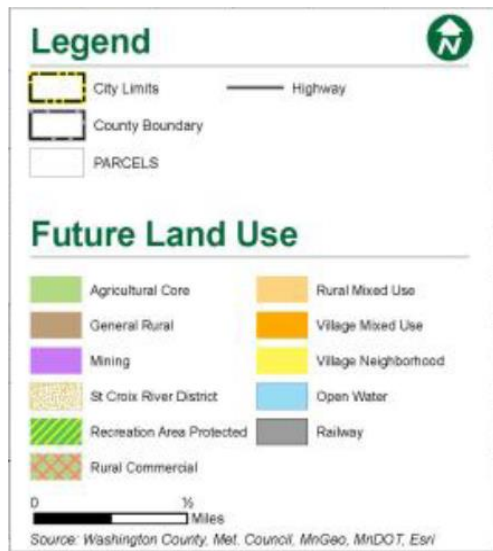 Legend
N
City Limits
Highway
County Boundary
PARCELS
Future Land Use
Agricultural Core
Rural Mixed Use
General Rural
Village Mixed Use
Mining
Village Neighborhood
St Croix River District
Open Water
Recreation Area Protected
Railway
Rural Commercial
0 ½
Miles
Source: Washington County, Met. Council, MnGeo, MnDOT, Esri